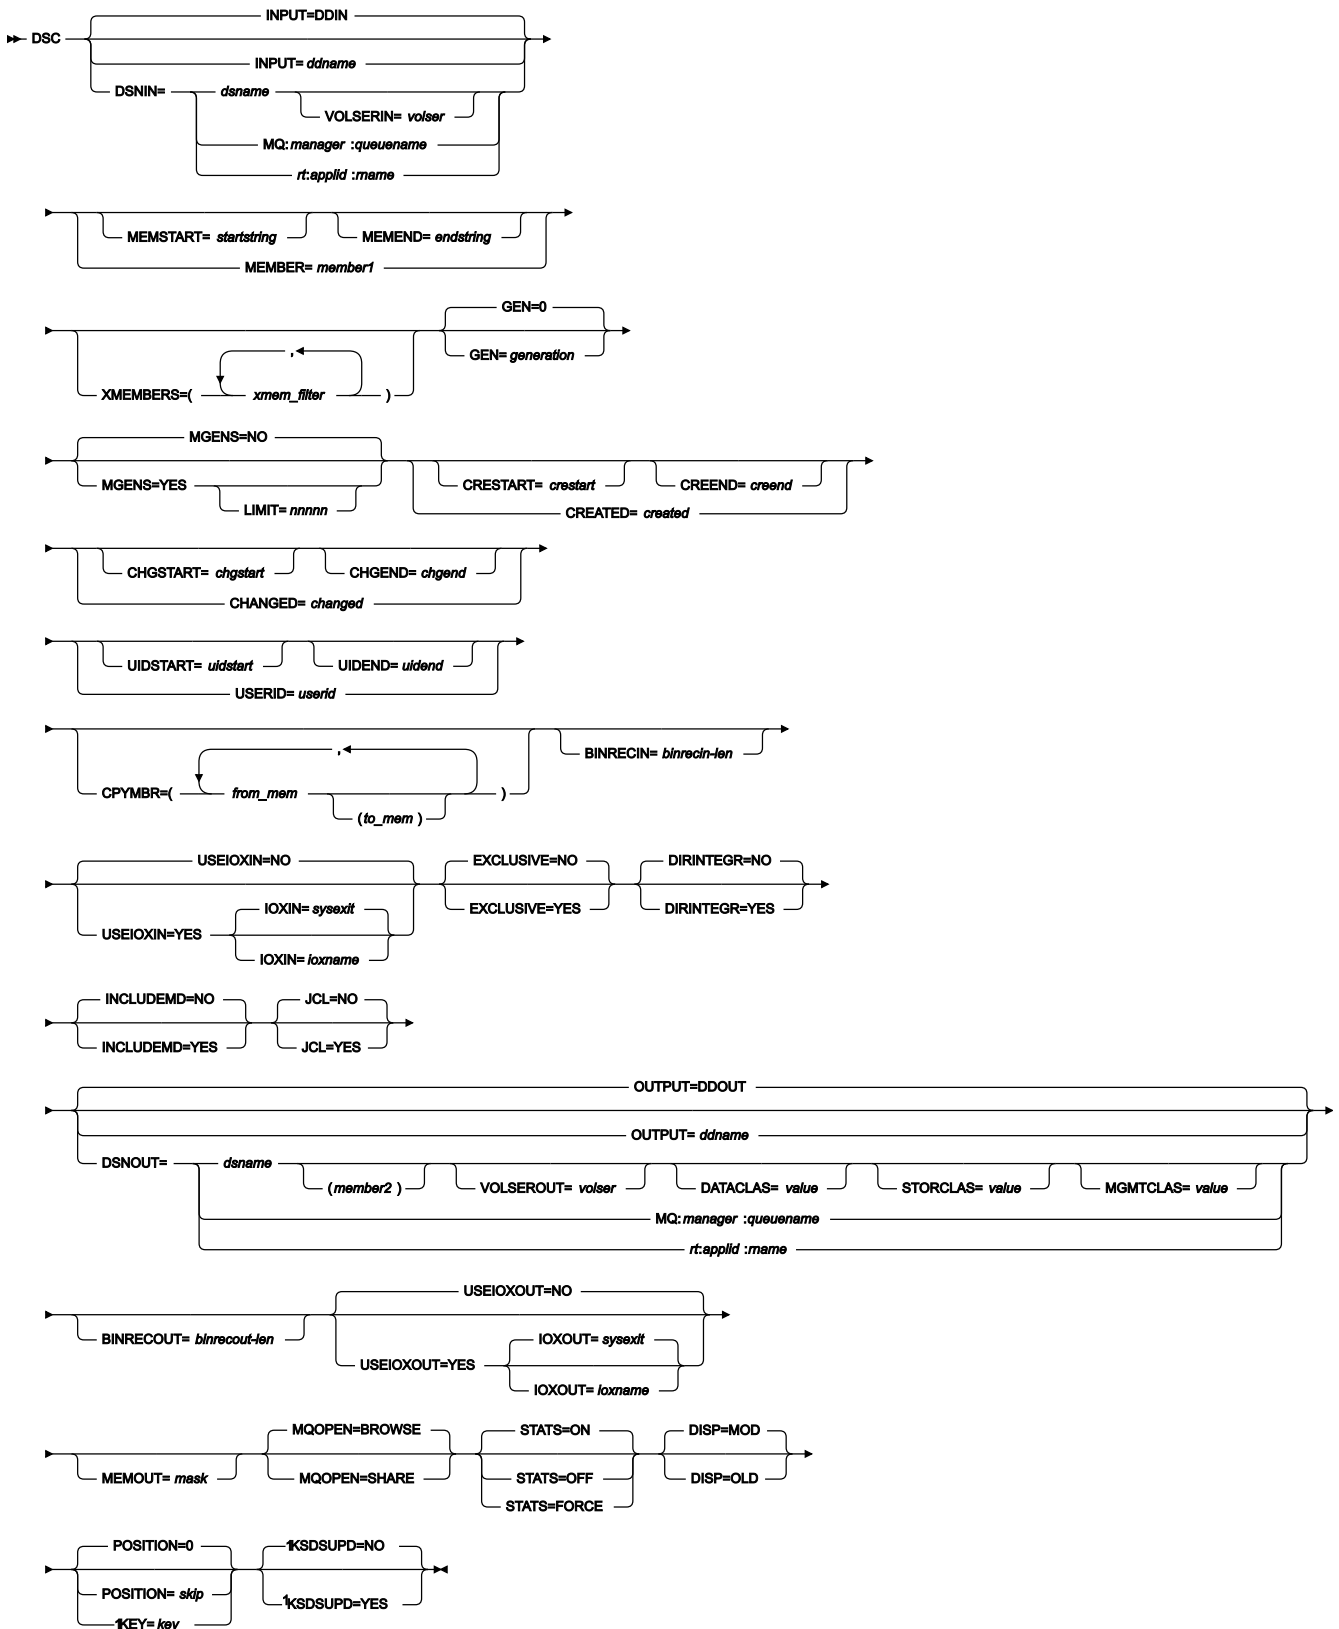 INPUT=DDIN
DSC
INPUT= ddname
DSNIN= dsname
VOLSERIN= volser
MQ:manager :queuename
rt:applid :rname
MEMSTART= startstring MEMEND= endstring
MEMBER= member1
GEN=0
GEN= generation
,
XMEMBERS=( xmem_filter )
MGENS=NO
MGENS=YES CRESTART= crestart CREEND= creend
LIMIT= nnnnn CREATED= created
CHGSTART= chgstart CHGEND= chgend
CHANGED= changed
UIDSTART= uidstart UIDEND= uidend
USERID= userid
, BINRECIN= binrecin-len
CPYMBR=( from_mem )
(to_mem )
USEIOXIN=NO EXCLUSIVE=NO DIRINTEGR=NO
IOXIN= sysexit EXCLUSIVE=YES DIRINTEGR=YES
USEIOXIN=YES
IOXIN= ioxname
INCLUDEMD=NO JCL=NO
INCLUDEMD=YES JCL=YES
OUTPUT=DDOUT
OUTPUT= ddname
DSNOUT= dsname
(member2 ) VOLSEROUT= volser DATACLAS= value STORCLAS= value MGMTCLAS= value
MQ:manager :queuename
rt:applid :rname
USEIOXOUT=NO
BINRECOUT= binrecout-len IOXOUT= sysexit
USEIOXOUT=YES
IOXOUT= ioxname
MQOPEN=BROWSE STATS=ON DISP=MOD
MEMOUT= mask MQOPEN=SHARE STATS=OFF DISP=OLD
STATS=FORCE
POSITION=0 1KSDSUPD=NO
POSITION= skip 1KSDSUPD=YES
1KEY= key